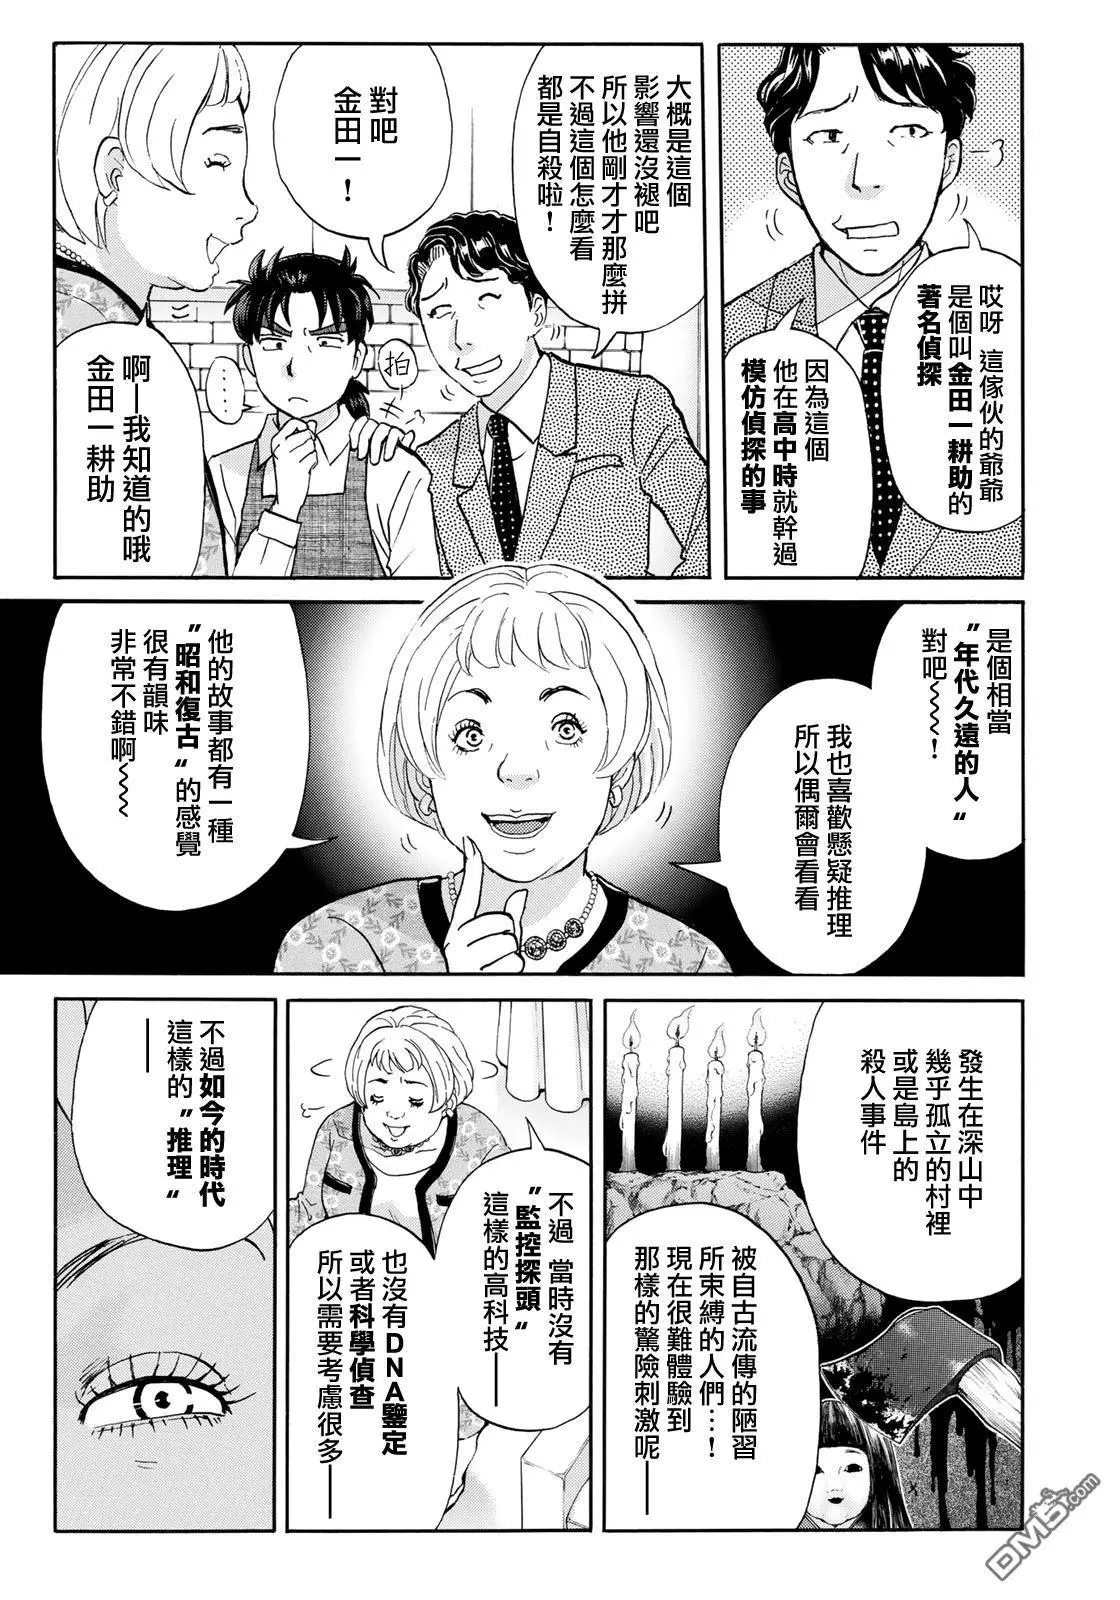 哎呀 這傢伙的爺爺
是個叫金田一耕助的
著名偵探
因為這個
他在高中時就幹過
模仿偵探的事
大概是這個
影響還沒褪吧
所以他剛才才那麼拼
不過這個怎麼看
都是自殺啦！
對吧
金田一！
拍
……
啊──我知道的哦
金田一耕助
是個相當
"年代久遠的人"
對吧～～！
我也喜歡懸疑推理
所以偶爾會看看
他的故事都有一種
"昭和復古"的感覺
很有韻味
非常不錯啊～～
發生在深山中
幾乎孤立的村裡
或是島上的
殺人事件
被自古流傳的陋習
所束縛的人們…！
現在很難體驗到
那樣的驚險刺激呢──
不過 當時沒有
"監控探頭"
這樣的高科技──
也沒有DNA鑒定
或者科學偵查
所以需要考慮很多──
不過如今的時代
這樣的"推理"
──
DM5.com